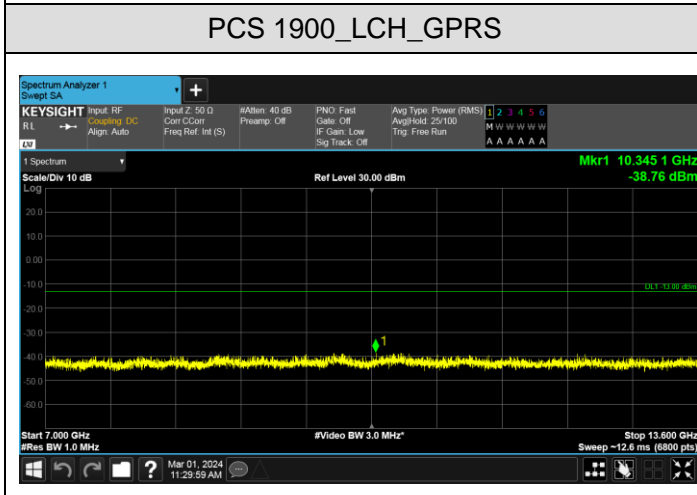 PCS 1900_LCH_GPRS
Spectrum Analyzer 1
Swept SA
+
KEYSIGHT
RL
LXI
Input: RF
Coupling: DC
Align: Auto
Input Z: 50 Ω
Corr CCorr
Freq Ref: Int (S)
#Atten: 40 dB
Preamp: Off
PNO: Fast
Gate: Off
IF Gain: Low
Sig Track: Off
Avg Type: Power (RMS)
Avg|Hold: 25/100
Trig: Free Run
1 2 3 4 5 6
M W W W W W
A A A A A A
1 Spectrum
Scale/Div 10 dB
Ref Level 30.00 dBm
Mkr1 10.345 1 GHz
-38.76 dBm
Log
20.0
10.0
0.00
-10.0
DL1 -13.00 dBm
-20.0
-30.0
1
-40.0
-50.0
-60.0
Start 7.000 GHz
#Video BW 3.0 MHz*
Stop 13.600 GHz
#Res BW 1.0 MHz
Sweep ~12.6 ms (6800 pts)
?
Mar 01, 2024
11:29:59 AM